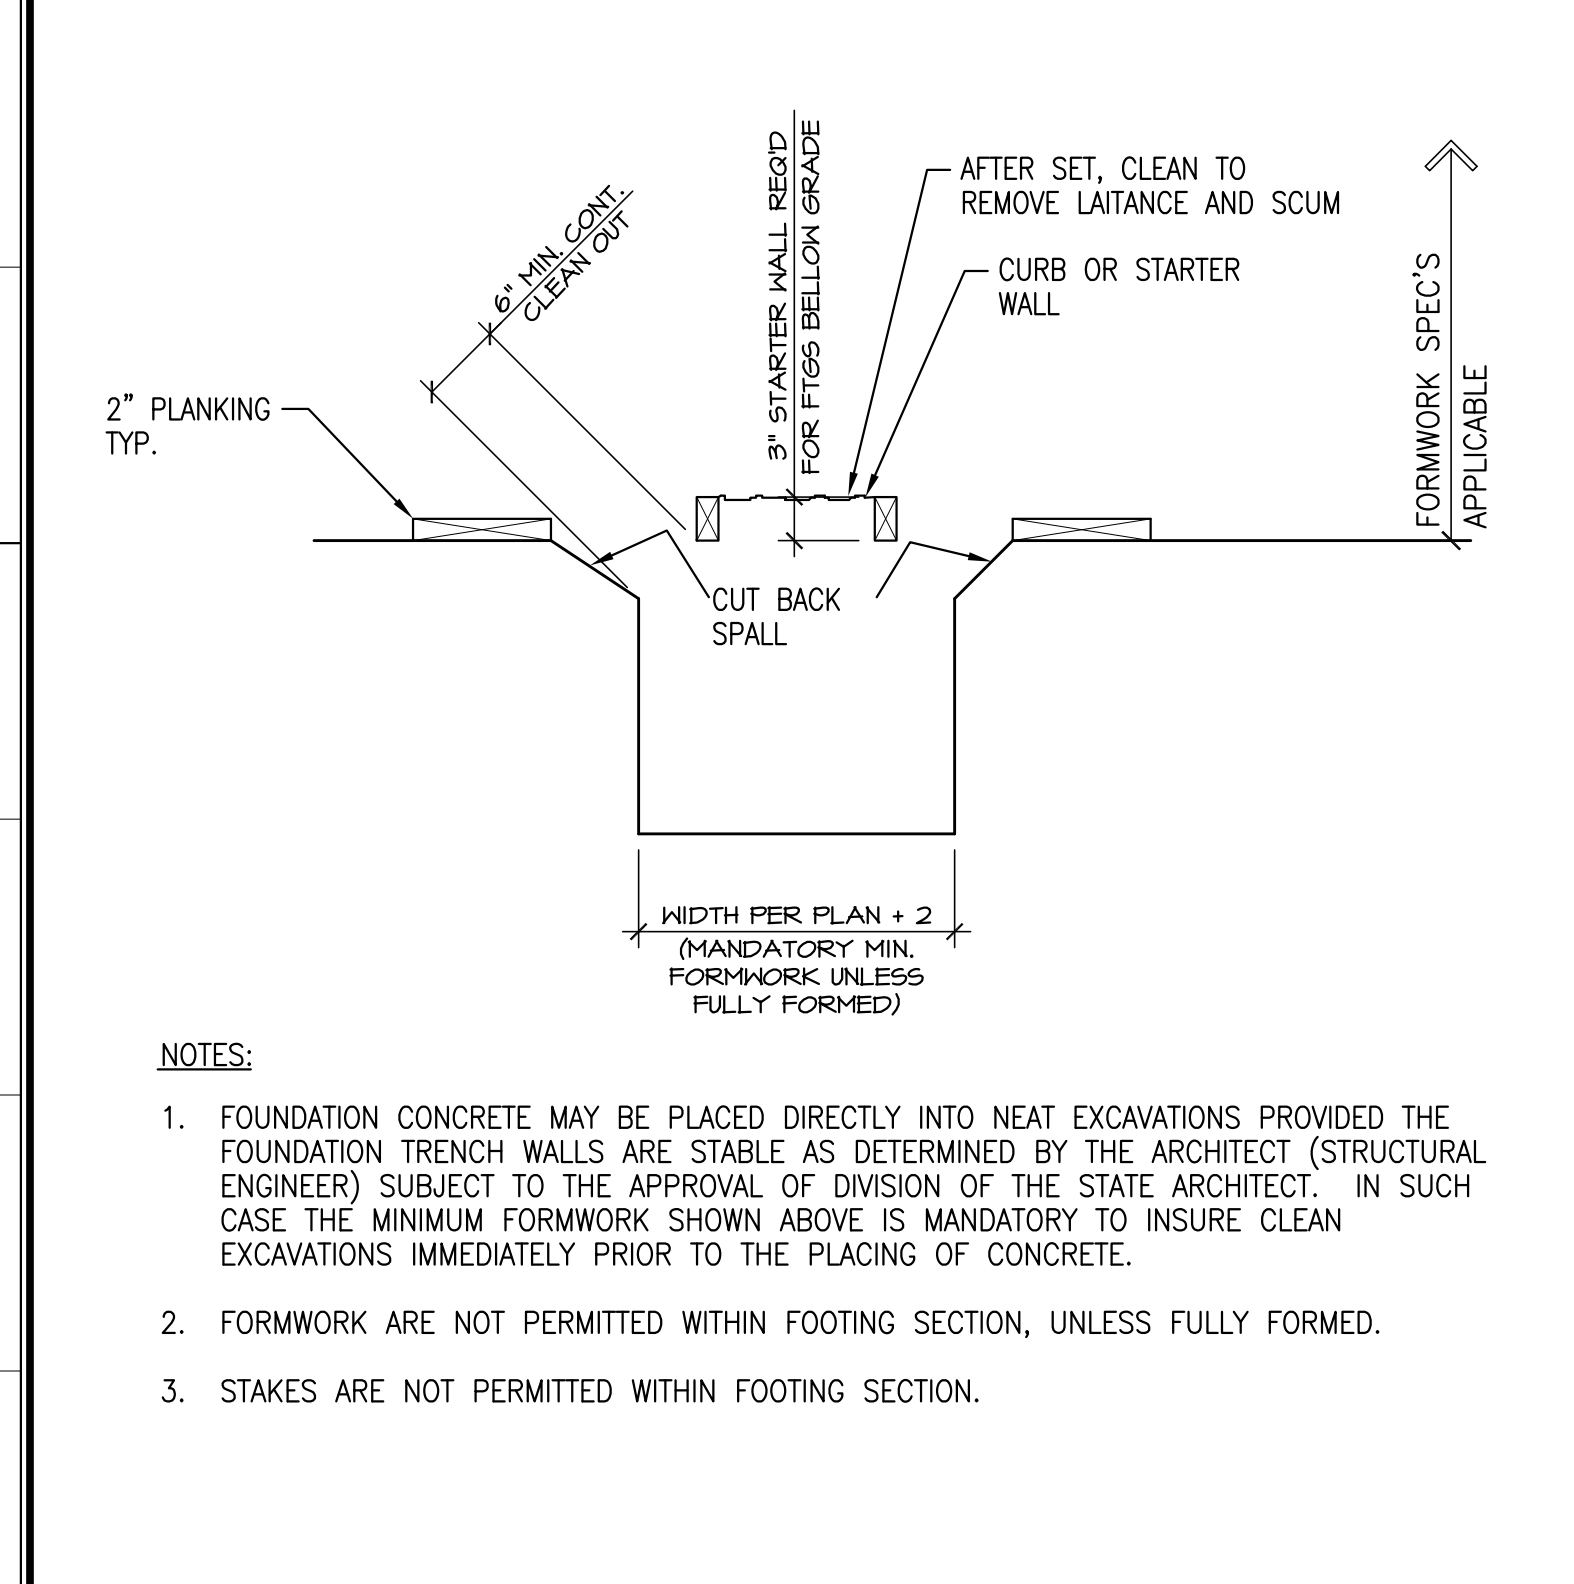 6" MIN. CONT.
CLEAN OUT
3" STARTER WALL REQ'D
FOR FTGS BELLOW GRADE
AFTER SET, CLEAN TO
REMOVE LAITANCE AND SCUM
CURB OR STARTER
WALL
FORMWORK SPEC'S
APPLICABLE
2” PLANKING
TYP.
CUT BACK
SPALL
WIDTH PER PLAN + 2
(MANDATORY MIN.
FORMWORK UNLESS
FULLY FORMED)
NOTES:
1. FOUNDATION CONCRETE MAY BE PLACED DIRECTLY INTO NEAT EXCAVATIONS PROVIDED THE
FOUNDATION TRENCH WALLS ARE STABLE AS DETERMINED BY THE ARCHITECT (STRUCTURAL
ENGINEER) SUBJECT TO THE APPROVAL OF DIVISION OF THE STATE ARCHITECT. IN SUCH
CASE THE MINIMUM FORMWORK SHOWN ABOVE IS MANDATORY TO INSURE CLEAN
EXCAVATIONS IMMEDIATELY PRIOR TO THE PLACING OF CONCRETE.
2. FORMWORK ARE NOT PERMITTED WITHIN FOOTING SECTION, UNLESS FULLY FORMED.
3. STAKES ARE NOT PERMITTED WITHIN FOOTING SECTION.